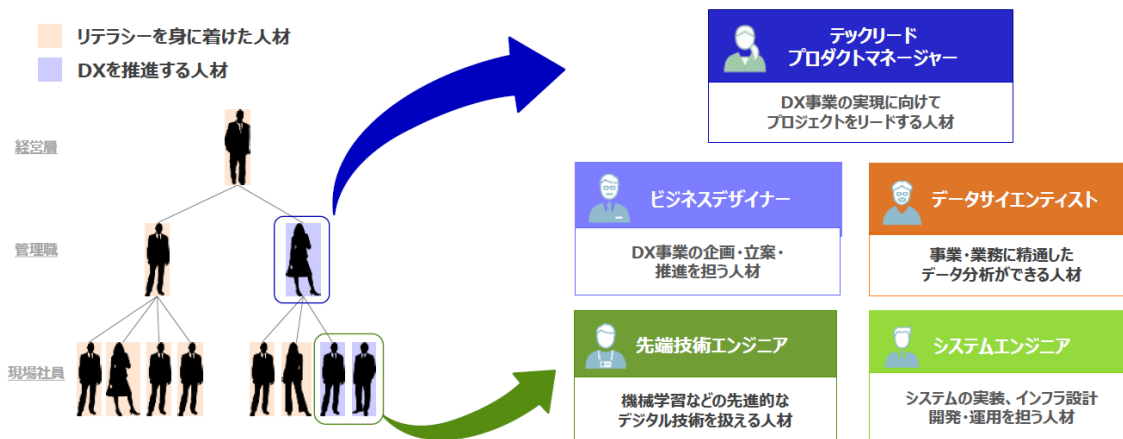 リテラシーを身に着けた人材
DXを推進する人材
経営層
管理職
現場社員
テックリード
プロダクトマネージャー
DX事業の実現に向けて
プロジェクトをリードする人材
ビジネスデザイナー
DX事業の企画・立案・
推進を担う人材
データサイエンティスト
事業・業務に精通した
データ分析ができる人材
先端技術エンジニア
機械学習などの先進的な
デジタル技術を扱える人材
システムエンジニア
システムの実装、インフラ設計
開発・運用を担う人材